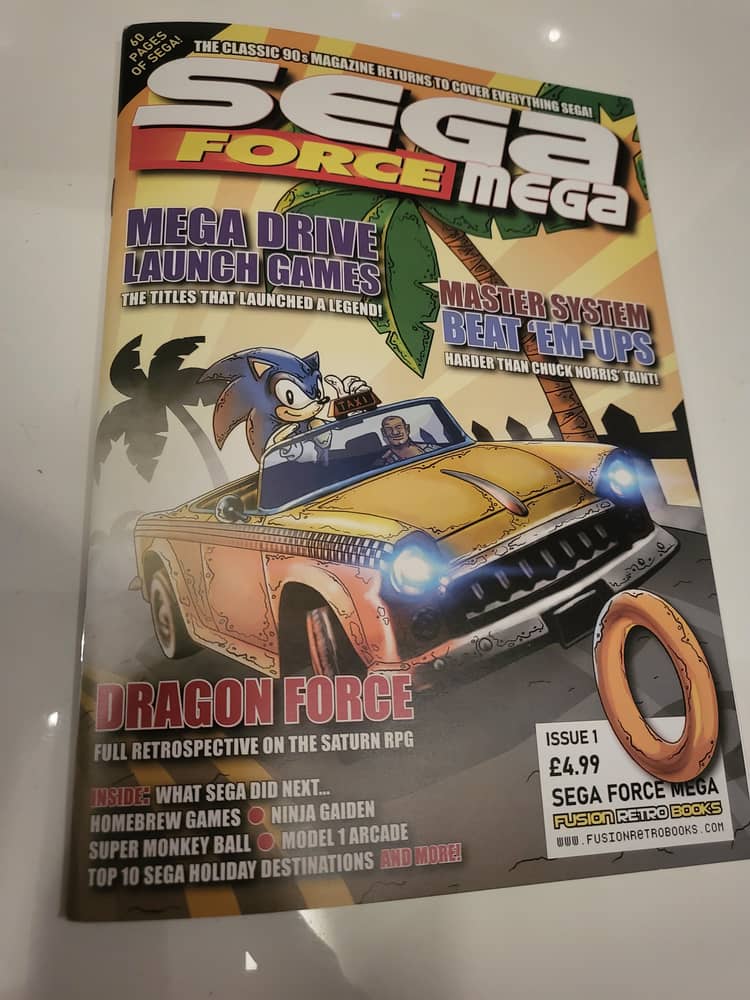 60
PAGES
OF SEGA!
THE CLASSIC 90s MAGAZINE RETURNS TO COVER EVERYTHING SEGA!
SEGA
FORCE MEGA
MEGA DRIVE
LAUNCH GAMES
THE TITLES THAT LAUNCHED A LEGEND!
MASTER SYSTEM
BEAT 'EM-UPS
HARDER THAN CHUCK NORRIS' TAINT!
TAXI
DRAGON FORCE
FULL RETROSPECTIVE ON THE SATURN RPG
INSIDE: WHAT SEGA DID NEXT...
HOMEBREW GAMES ● NINJA GAIDEN
SUPER MONKEY BALL ● MODEL 1 ARCADE
TOP 10 SEGA HOLIDAY DESTINATIONS AND MORE!
ISSUE 1
£4.99
SEGA FORCE MEGA
FUSION RETRO BOOKS
WWW.FUSIONRETROBOOKS.COM